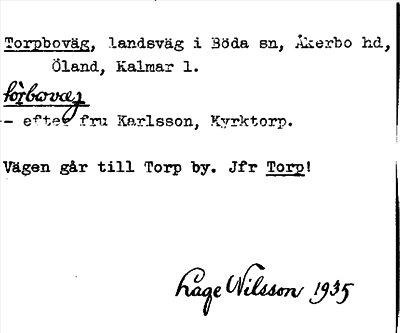 Torpboväg, landsväg i Böda sn, Åkerbo hd,
Öland, Kalmar l.
- efter fru Karlsson, Kyrktorp.
Vägen går till Torp by. Jfr Torp!
Lage Nilsson 1935